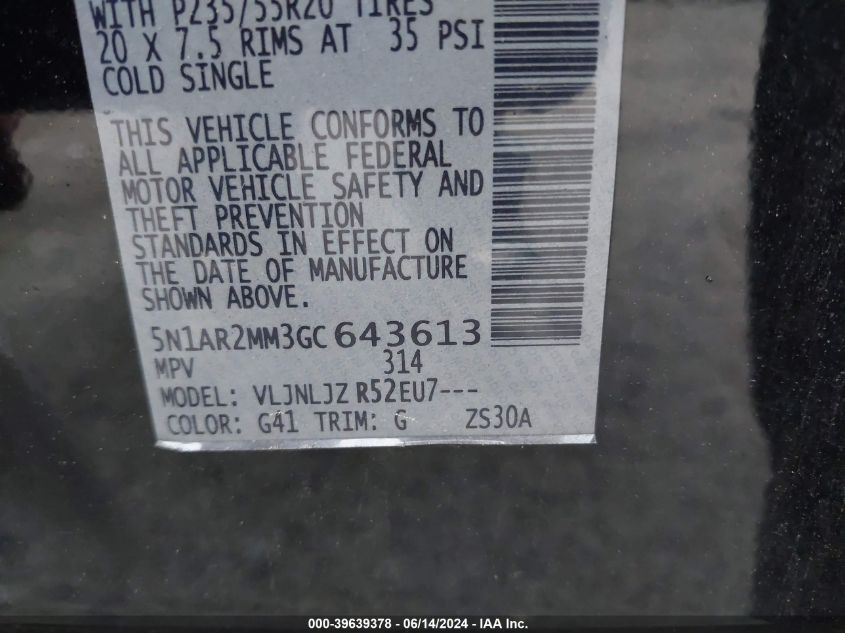 WITH P235/55R20 TIRES
20 X 7.5 RIMS AT 35 PSI
COLD SINGLE
THIS VEHICLE CONFORMS TO
ALL APPLICABLE FEDERAL
MOTOR VEHICLE SAFETY AND
THEFT PREVENTION
STANDARDS IN EFFECT ON
THE DATE OF MANUFACTURE
SHOWN ABOVE.
5N1AR2MM3GC643613
MPV 314
MODEL: VLJNLJZ R52EU7---
COLOR: G41 TRIM: G ZS30A
000-39639378 - 06/14/2024 - IAA Inc.